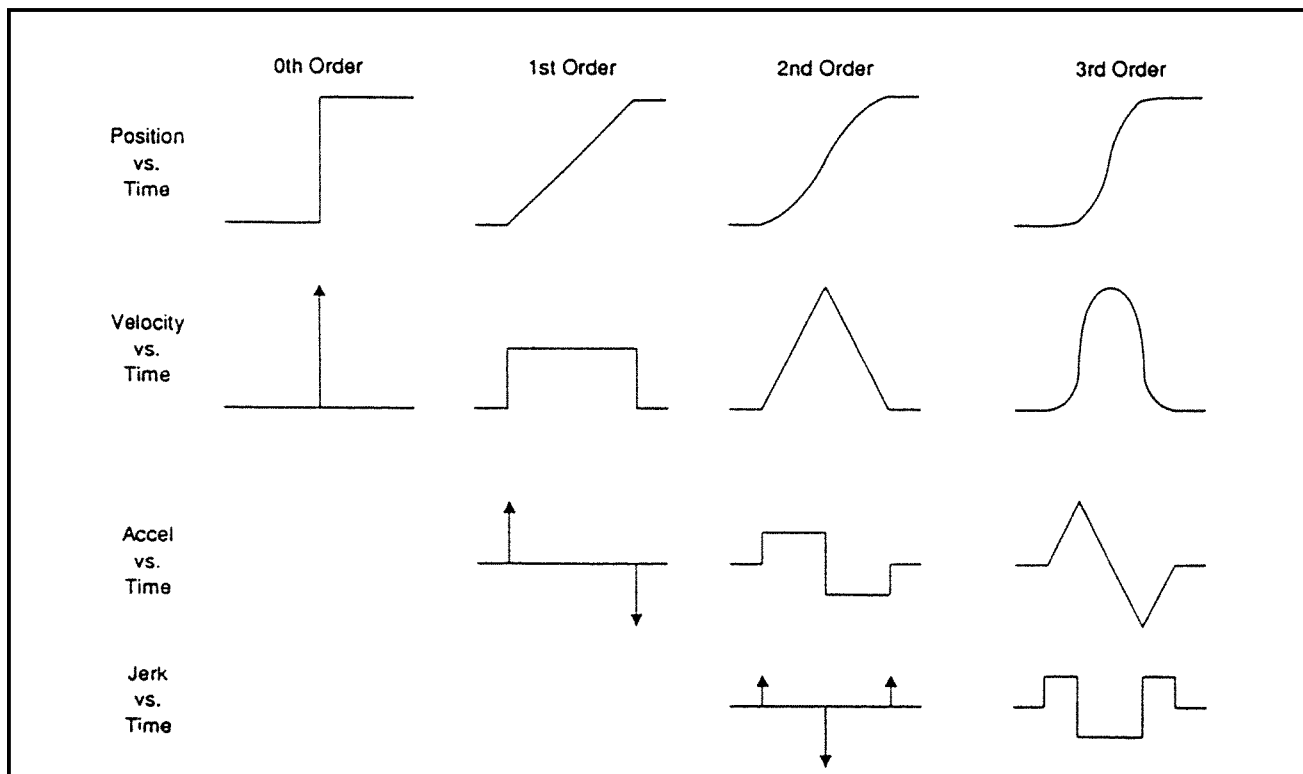 0th Order
1st Order
2nd Order
3rd Order
Position
vs.
Time
Velocity
vs.
Time
Accel
vs.
Time
Jerk
vs.
Time